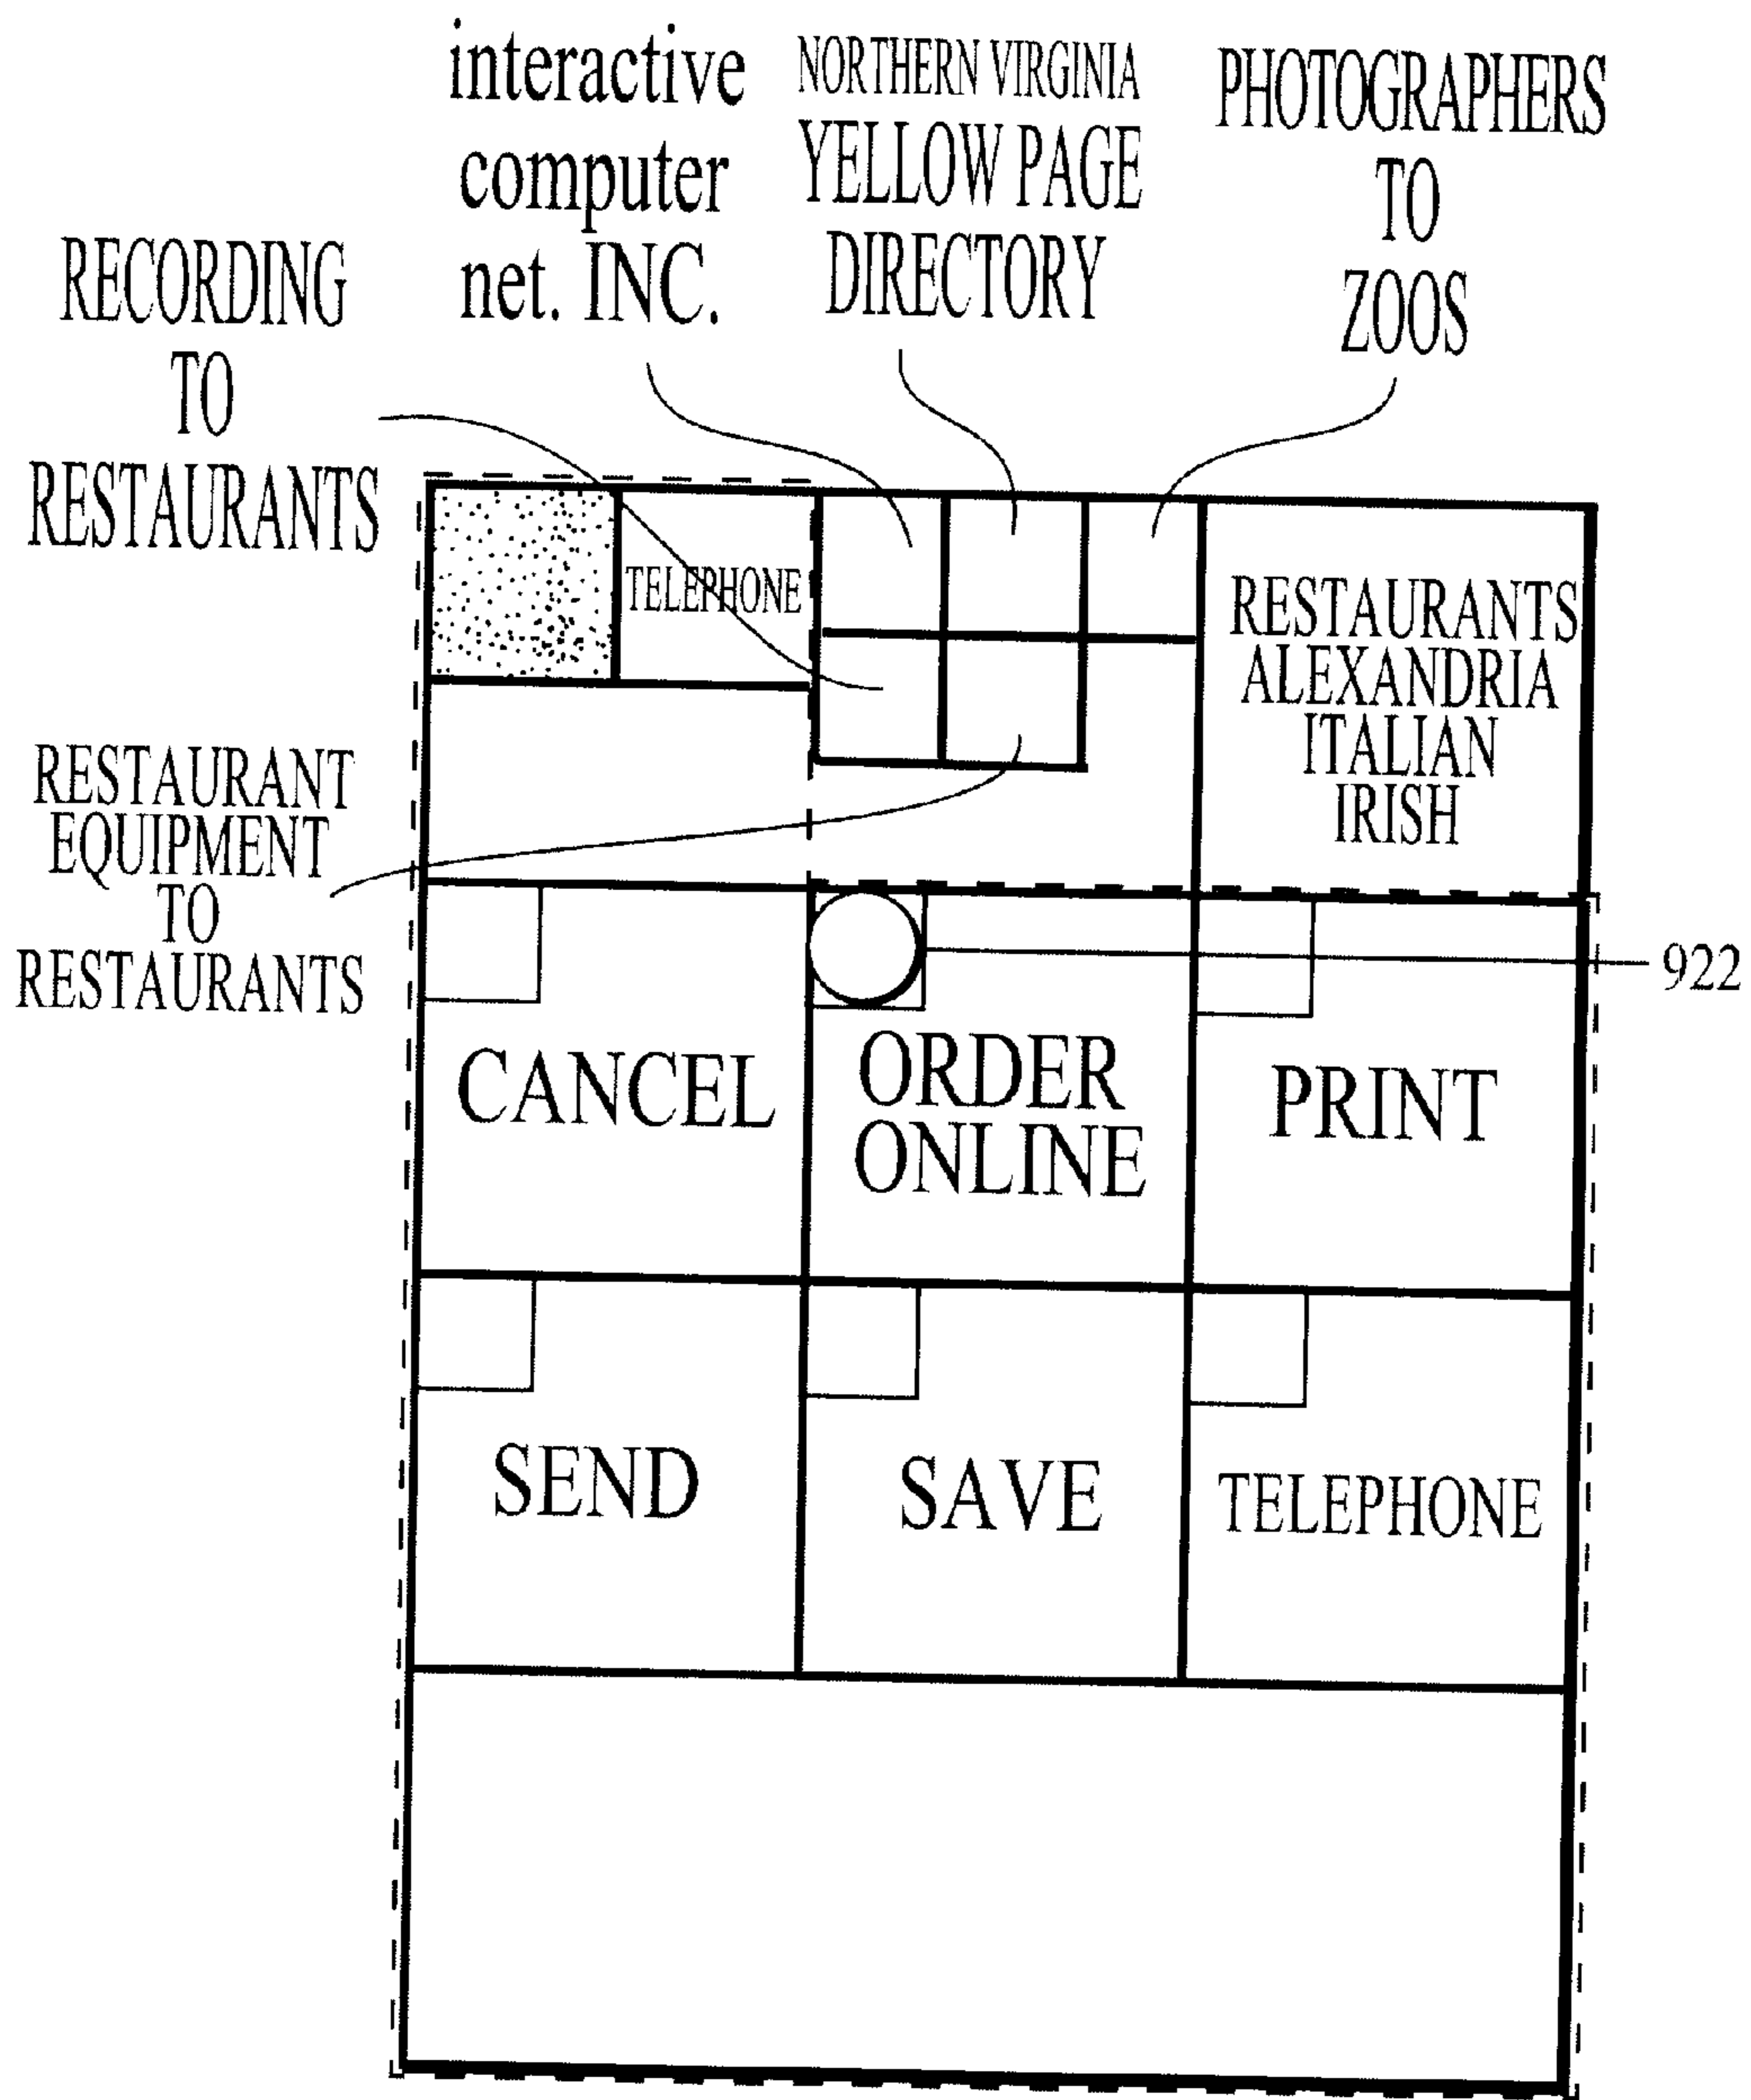 interactive
computer
net. INC.
NORTHERN VIRGINIA
YELLOW PAGE
DIRECTORY
PHOTOGRAPHERS
TO
ZOOS
RECORDING
TO
RESTAURANTS
TELEPHONE
RESTAURANTS
ALEXANDRIA
ITALIAN
IRISH
RESTAURANT
EQUIPMENT
TO
RESTAURANTS
922
CANCEL
ORDER
ONLINE
PRINT
SEND
SAVE
TELEPHONE